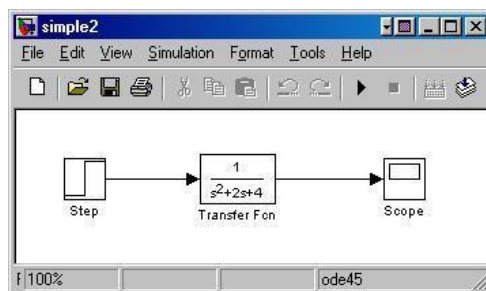 simple2
File Edit View Simulation Format Tools Help
1
s²+2s+4
Step
Transfer Fcn
Scope
100%
ode45